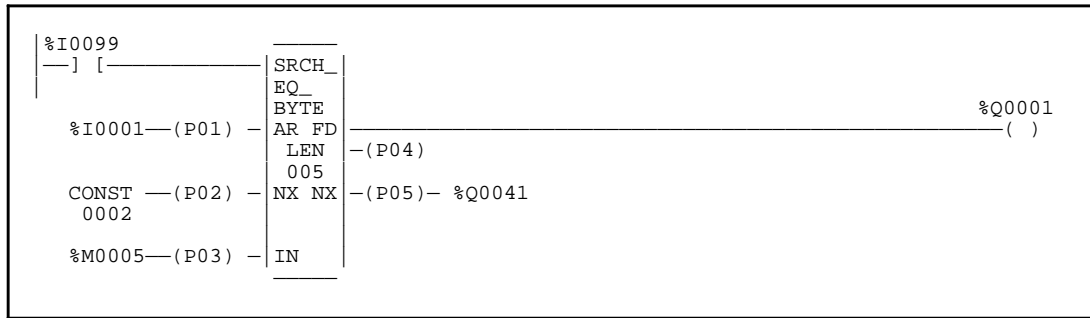 %I0099
] [ SRCH_
EQ_
BYTE %Q0001
%I0001 (P01) AR FD ( )
LEN (P04)
005
CONST (P02) NX NX (P05) %Q0041
0002
%M0005 (P03) IN